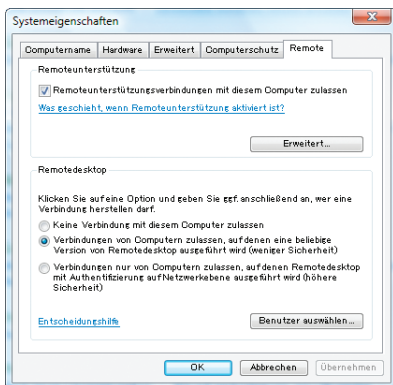 Systemeigenschaften
Computername Hardware Erweitert Computerschutz Remote
Remoteunterstützung
Remoteunterstützungsverbindungen mit diesem Computer zulassen
Was geschieht, wenn Remoteunterstützung aktiviert ist?
Erweitert...
Remotedesktop
Klicken Sie auf eine Option und geben Sie ggf. anschließend an, wer eine
Verbindung herstellen darf.
Keine Verbindung mit diesem Computer zulassen
Verbindungen von Computern zulassen, auf denen eine beliebige
Version von Remotedesktop ausgeführt wird (weniger Sicherheit)
Verbindungen nur von Computern zulassen, auf denen Remotedesktop
mit Authentifizierung auf Netzwerkebene ausgeführt wird (höhere
Sicherheit)
Entscheidungshilfe
Benutzer auswählen...
OK Abbrechen Übernehmen